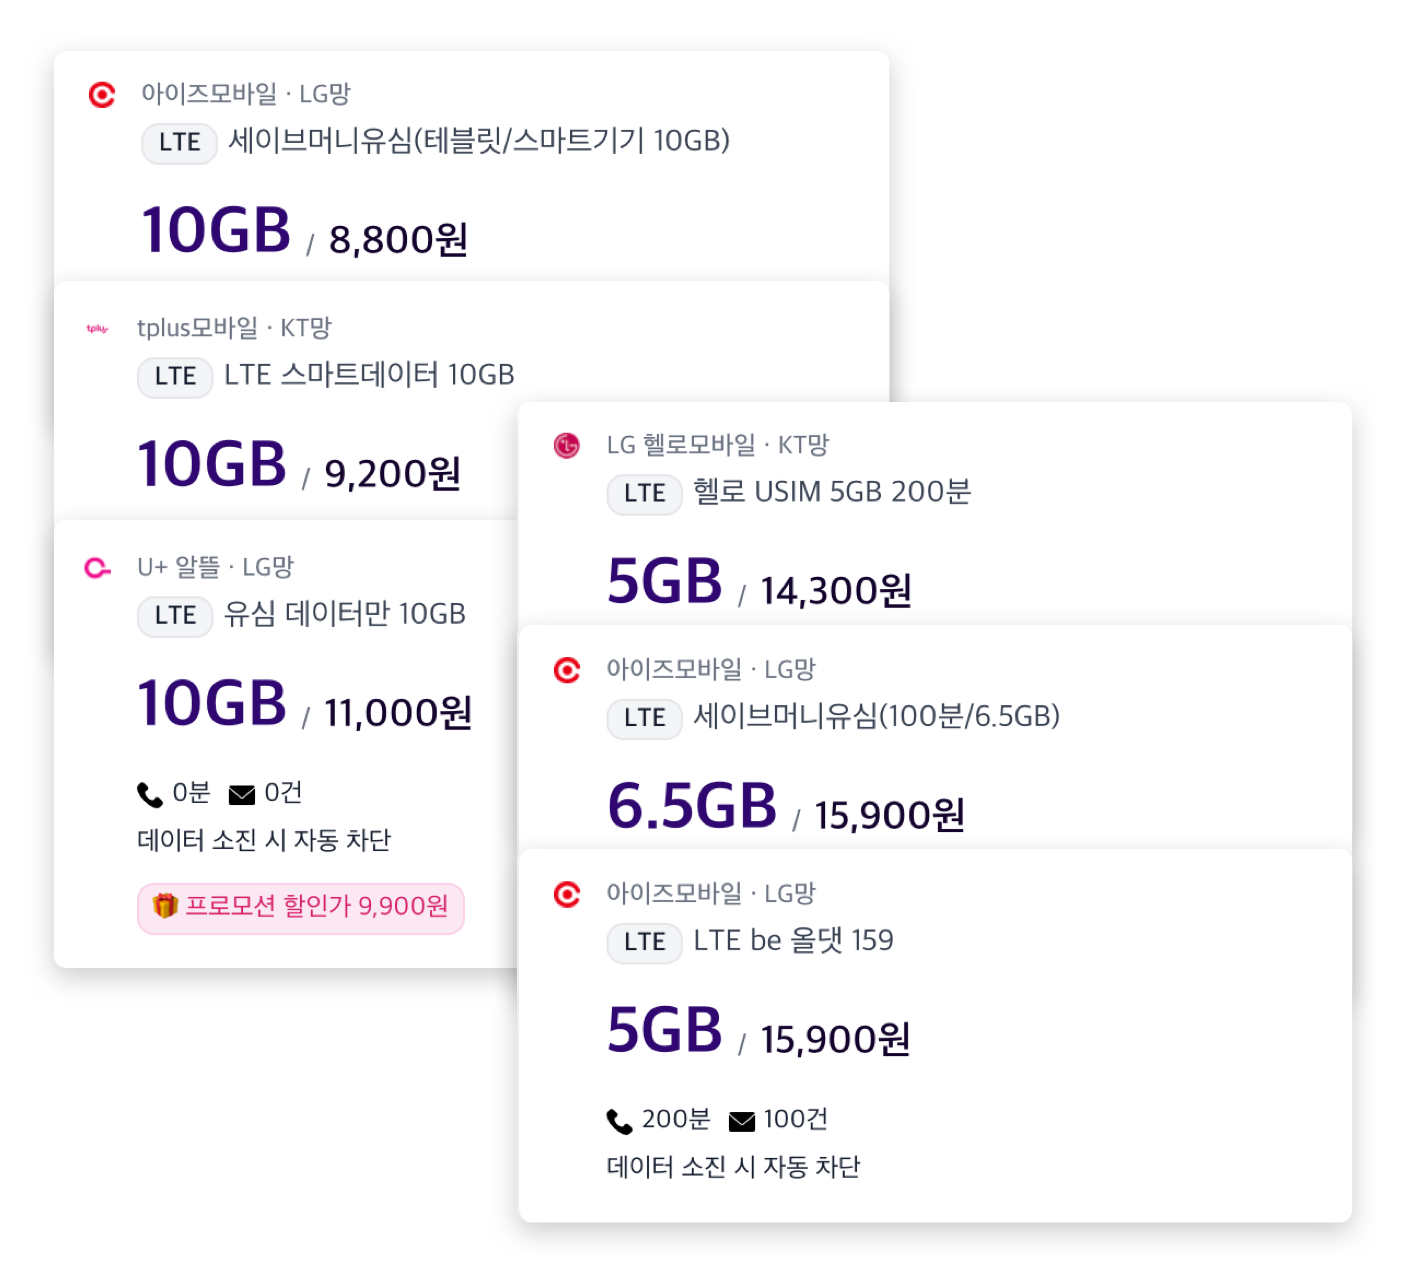 아이즈모바일 · LG망
LTE 세이브머니유심(테블릿/스마트기기 10GB)
10GB / 8,800원
tplus모바일 · KT망
LTE LTE 스마트데이터 10GB
10GB / 9,200원
U+ 알뜰 · LG망
LTE 유심 데이터만 10GB
10GB / 11,000원
0분 0건
데이터 소진 시 자동 차단
프로모션 할인가 9,900원
LG 헬로모바일 · KT망
LTE 헬로 USIM 5GB 200분
5GB / 14,300원
아이즈모바일 · LG망
LTE 세이브머니유심(100분/6.5GB)
6.5GB / 15,900원
아이즈모바일 · LG망
LTE LTE be 올댓 159
5GB / 15,900원
200분 100건
데이터 소진 시 자동 차단